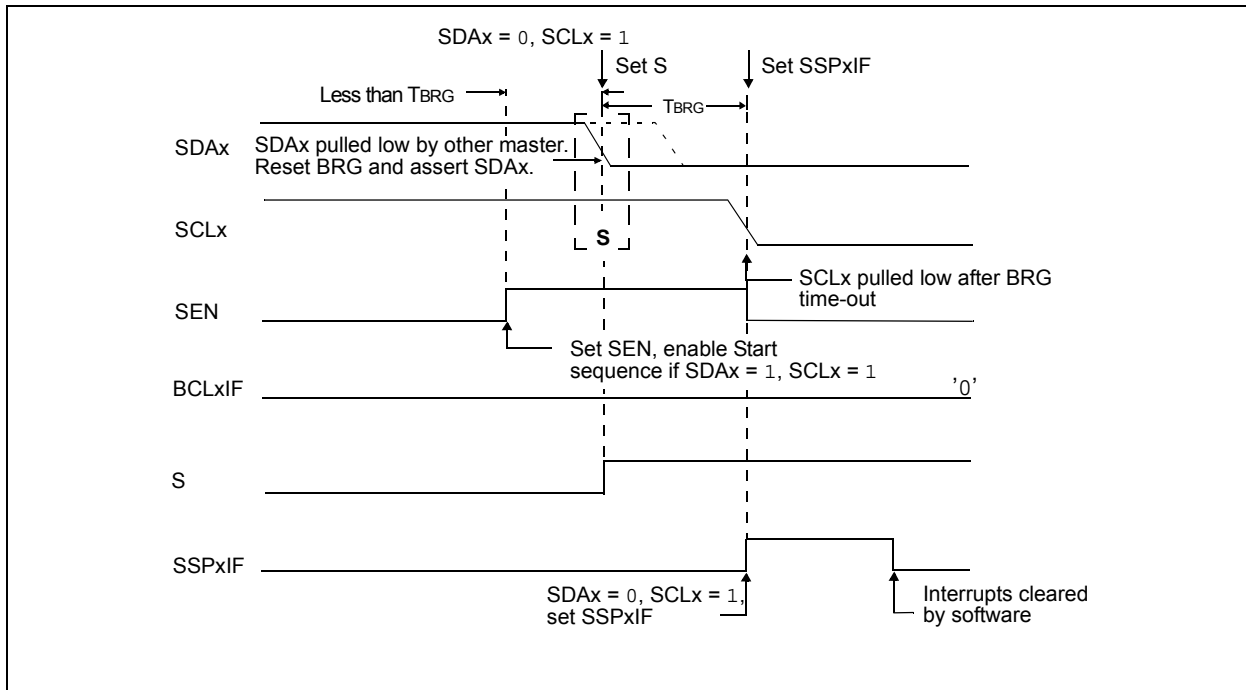 SDAx = 0, SCLx = 1
Set S
Set SSPxIF
Less than TBRG
TBRG
SDAx
SDAx pulled low by other master.
Reset BRG and assert SDAx.
SCLx
S
SCLx pulled low after BRG
time-out
SEN
Set SEN, enable Start
sequence if SDAx = 1, SCLx = 1
BCLxIF
'0'
S
SSPxIF
SDAx = 0, SCLx = 1,
set SSPxIF
Interrupts cleared
by software